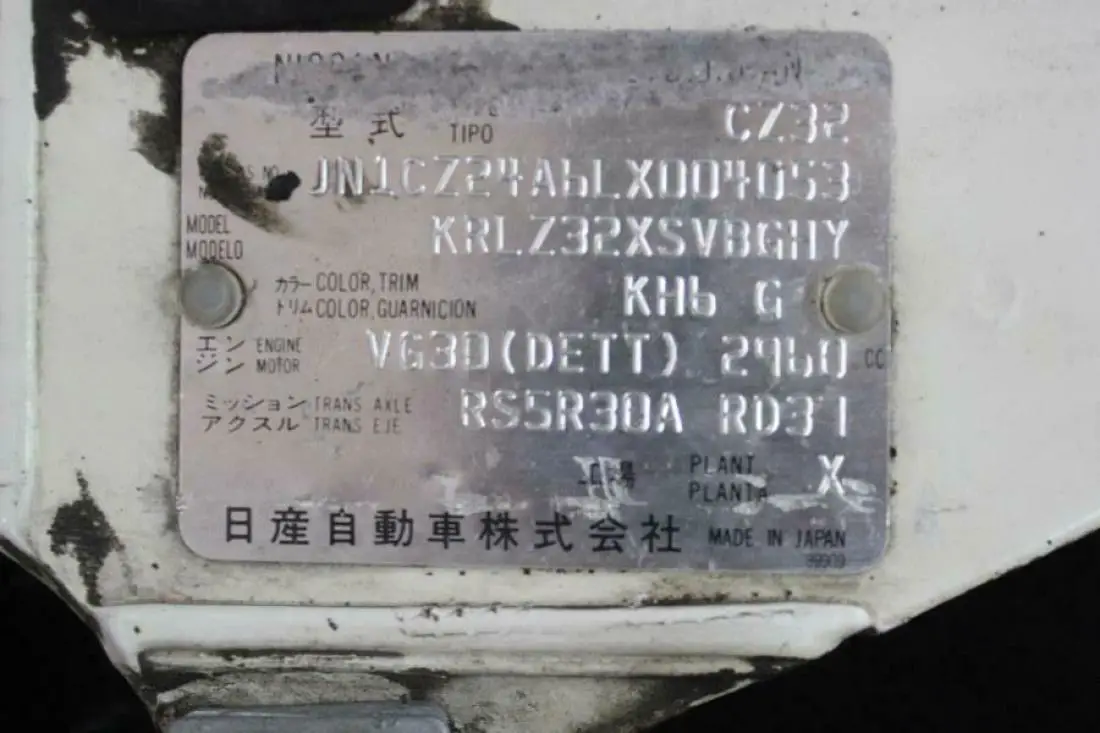 NISSAN
型式 TIPO CZ32
NO. JN1CZ24A6LX004053
MODEL
MODELO KRLZ32XSVBGHY
カラー COLOR, TRIM
トリム COLOR, GUARNICION KH6 G
エンジン ENGINE
MOTOR VG30(DETT) 2960 CC
ミッション TRANS AXLE
アクスル TRANS EJE RS5R30A RD31
工場 PLANT
PLANTA X
日産自動車株式会社 MADE IN JAPAN